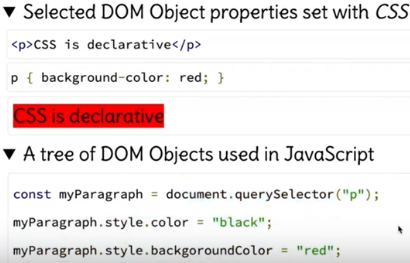 ▼ Selected DOM Object properties set with CSS
<p>CSS is declarative</p>
p { background-color: red; }
CSS is declarative
▼ A tree of DOM Objects used in JavaScript
const myParagraph = document.querySelector("p");
myParagraph.style.color = "black";
myParagraph.style.backgoroundColor = "red";